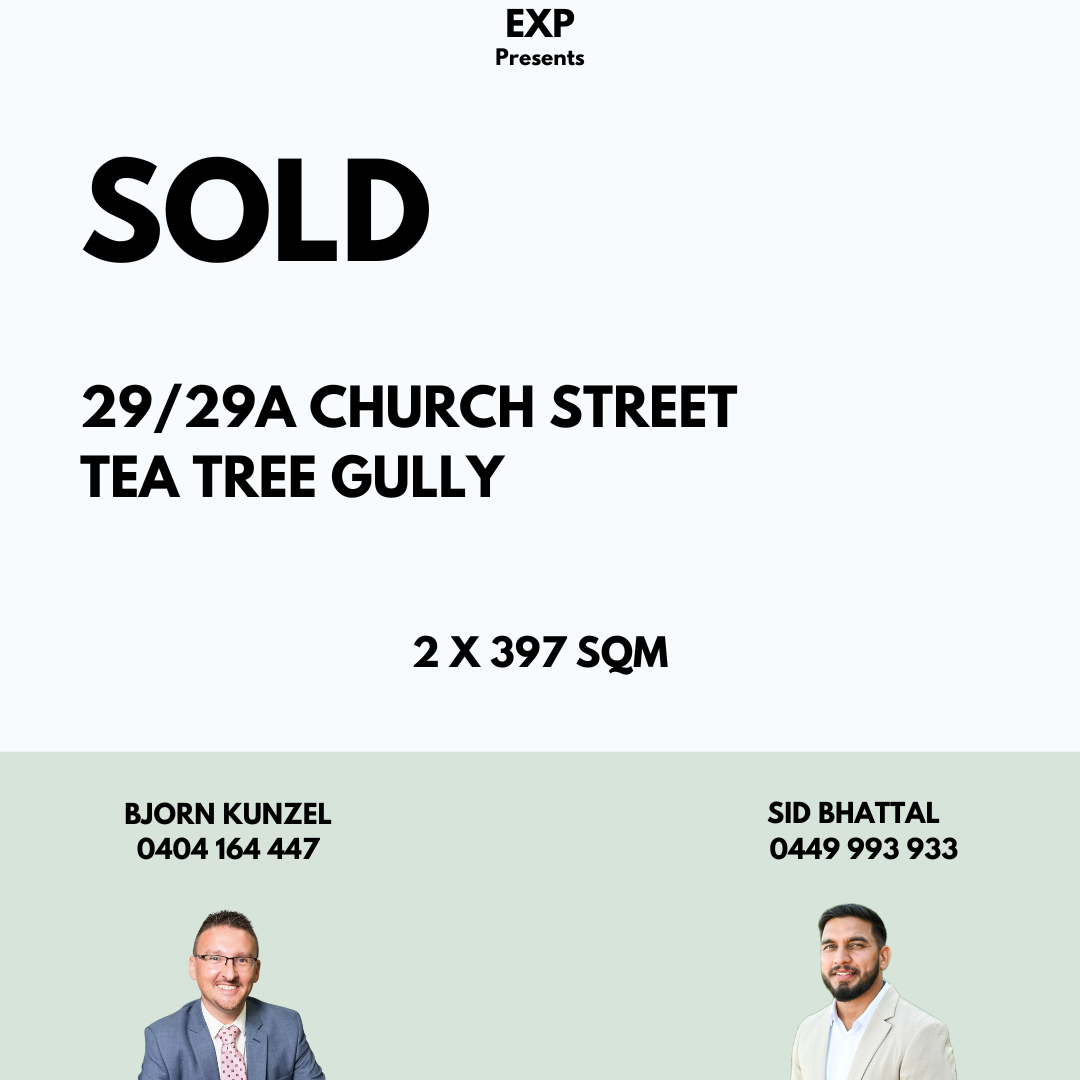 EXP
Presents
SOLD
29/29A CHURCH STREET
TEA TREE GULLY
2 X 397 SQM
BJORN KUNZEL
0404 164 447
SID BHATTAL
0449 993 933